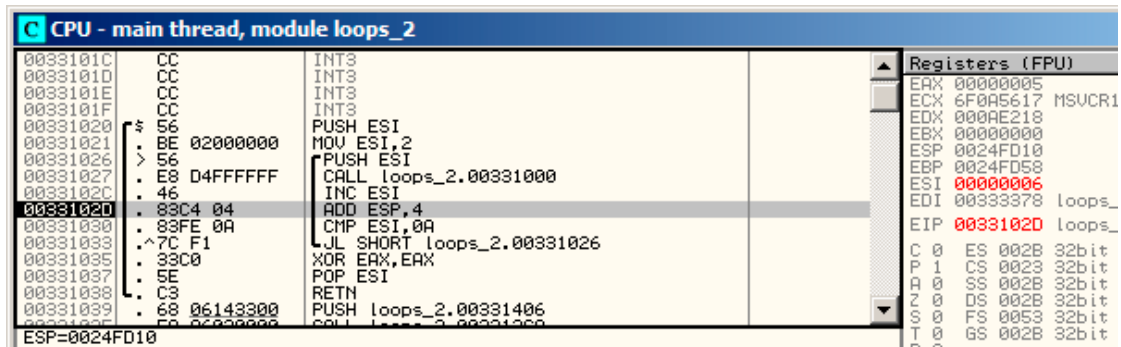 C CPU - main thread, module loops_2
0033101C CC INT3
0033101D CC INT3
0033101E CC INT3
0033101F CC INT3
00331020 $ 56 PUSH ESI
00331021 . BE 02000000 MOV ESI,2
00331026 > 56 PUSH ESI
00331027 . E8 D4FFFFFF CALL loops_2.00331000
0033102C . 46 INC ESI
0033102D . 83C4 04 ADD ESP,4
00331030 . 83FE 0A CMP ESI,0A
00331033 .^7C F1 JL SHORT loops_2.00331026
00331035 . 33C0 XOR EAX,EAX
00331037 . 5E POP ESI
00331038 . C3 RETN
00331039 . 68 06143300 PUSH loops_2.00331406
ESP=0024FD10
Registers (FPU)
EAX 00000005
ECX 6F0A5617 MSVCR1
EDX 000AE218
EBX 00000000
ESP 0024FD10
EBP 0024FD58
ESI 00000006
EDI 00333378 loops_
EIP 0033102D loops_
C 0 ES 002B 32bit
P 1 CS 0023 32bit
A 0 SS 002B 32bit
Z 0 DS 002B 32bit
S 0 FS 0053 32bit
T 0 GS 002B 32bit